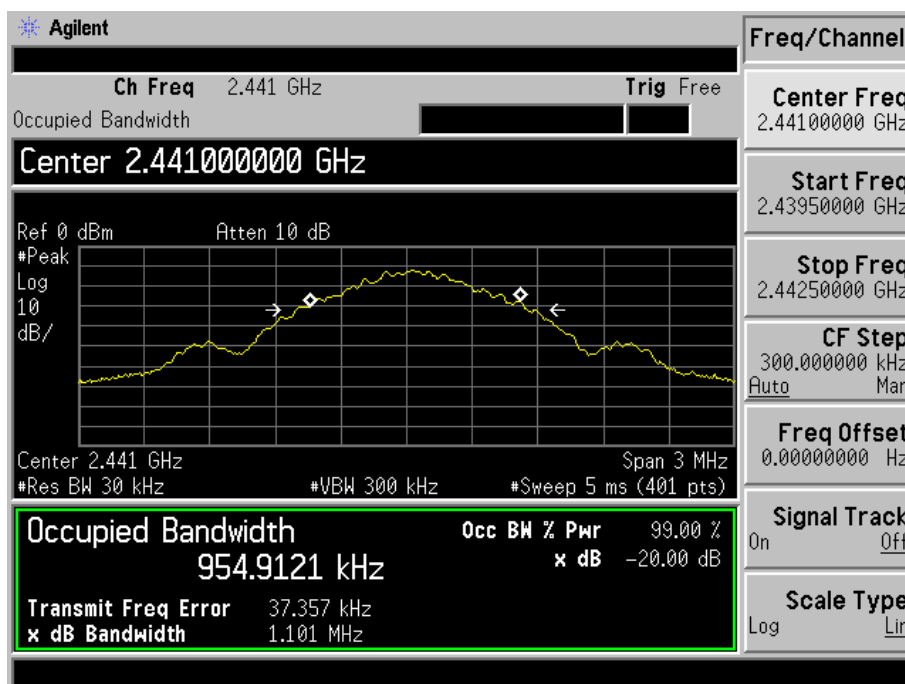 Agilent
Freq/Channel
Ch Freq 2.441 GHz Trig Free
Occupied Bandwidth
Center 2.441000000 GHz
Ref 0 dBm Atten 10 dB
#Peak
Log
10
dB/
Center 2.441 GHz Span 3 MHz
#Res BW 30 kHz #VBW 300 kHz #Sweep 5 ms (401 pts)
Occupied Bandwidth
954.9121 kHz
Occ BW % Pwr 99.00 %
x dB -20.00 dB
Transmit Freq Error 37.357 kHz
x dB Bandwidth 1.101 MHz
Center Freq
2.44100000 GHz
Start Freq
2.43950000 GHz
Stop Freq
2.44250000 GHz
CF Step
300.000000 kHz
Auto Man
Freq Offset
0.00000000 Hz
Signal Track
On Off
Scale Type
Log Lin